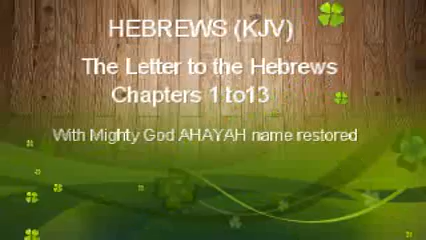 HEBREWS (KJV)
The Letter to the Hebrews
Chapters 1 to13
With Mighty God AHAYAH name restored